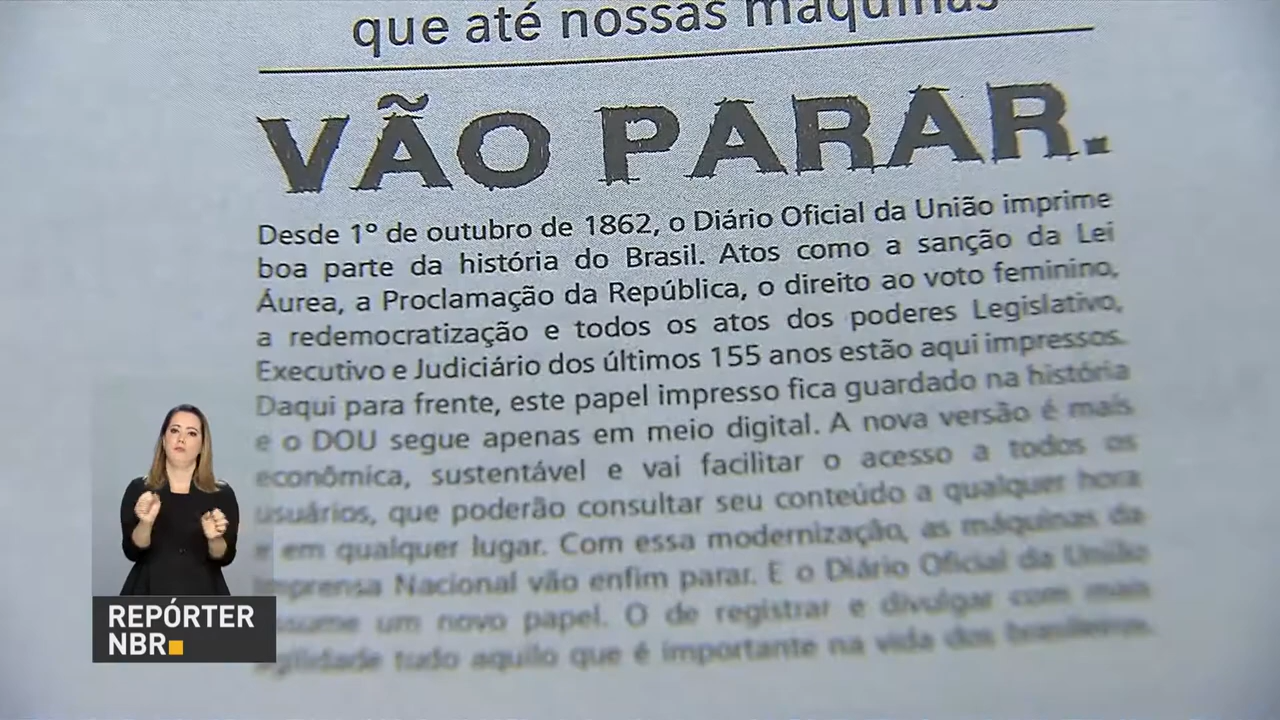 que até nossas máquinas
VÃO PARAR.
Desde 1º de outubro de 1862, o Diário Oficial da União imprime
boa parte da história do Brasil. Atos como a sanção da Lei
Áurea, a Proclamação da República, o direito ao voto feminino,
a redemocratização e todos os atos dos poderes Legislativo,
Executivo e Judiciário dos últimos 155 anos estão aqui impressos.
Daqui para frente, este papel impresso fica guardado na história
e o DOU segue apenas em meio digital. A nova versão é mais
econômica, sustentável e vai facilitar o acesso a todos os
usuários, que poderão consultar seu conteúdo a qualquer hora
e em qualquer lugar. Com essa modernização, as máquinas da
Imprensa Nacional vão enfim parar. E o Diário Oficial da União
assume um novo papel. O de registrar e divulgar com mais
agilidade tudo aquilo que é importante na vida dos brasileiros.
REPÓRTER
NBR